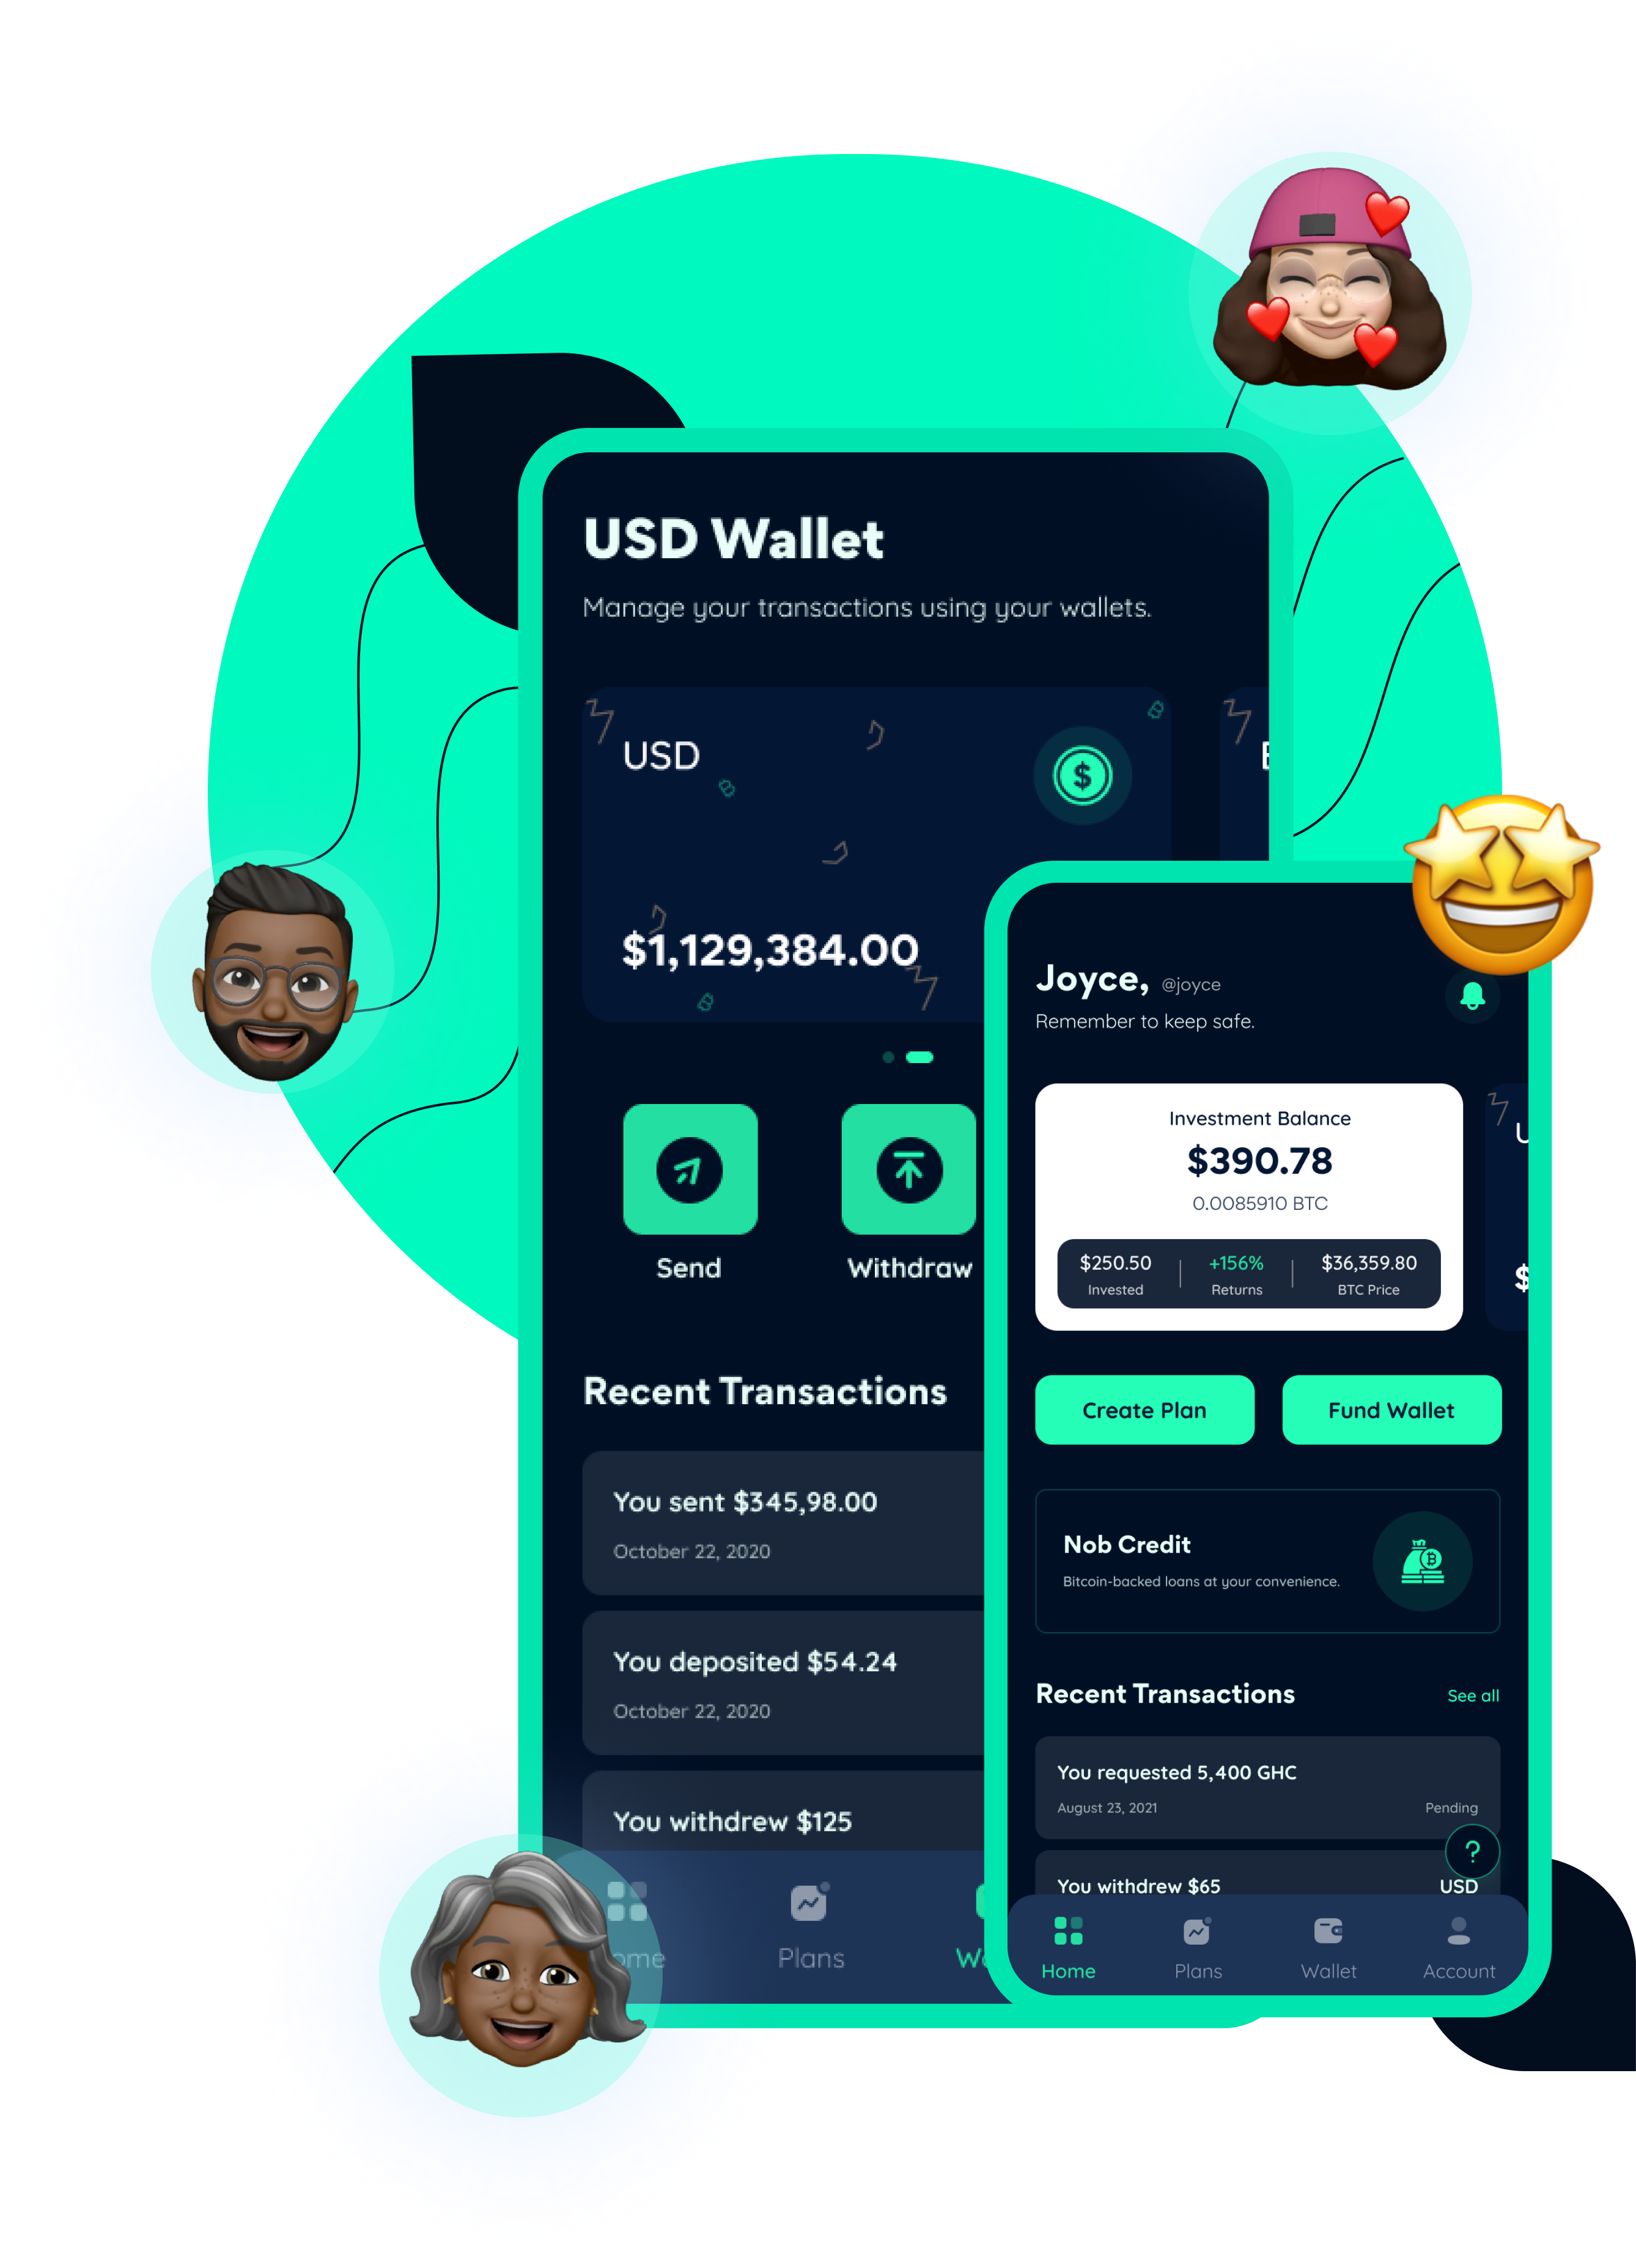 USD Wallet
Manage your transactions using your wallets.
USD
$
$1,129,384.00
Send
Withdraw
Recent Transactions
You sent $345,98.00
October 22, 2020
You deposited $54.24
October 22, 2020
You withdrew $125
Plans
Joyce, @joyce
Remember to keep safe.
Investment Balance
$390.78
0.0085910 BTC
$250.50 +156% $36,359.80
Invested Returns BTC Price
$
Create Plan Fund Wallet
Nob Credit
Bitcoin-backed loans at your convenience.
Recent Transactions See all
You requested 5,400 GHC
August 23, 2021 Pending
?
You withdrew $65 USD
Home Plans Wallet Account